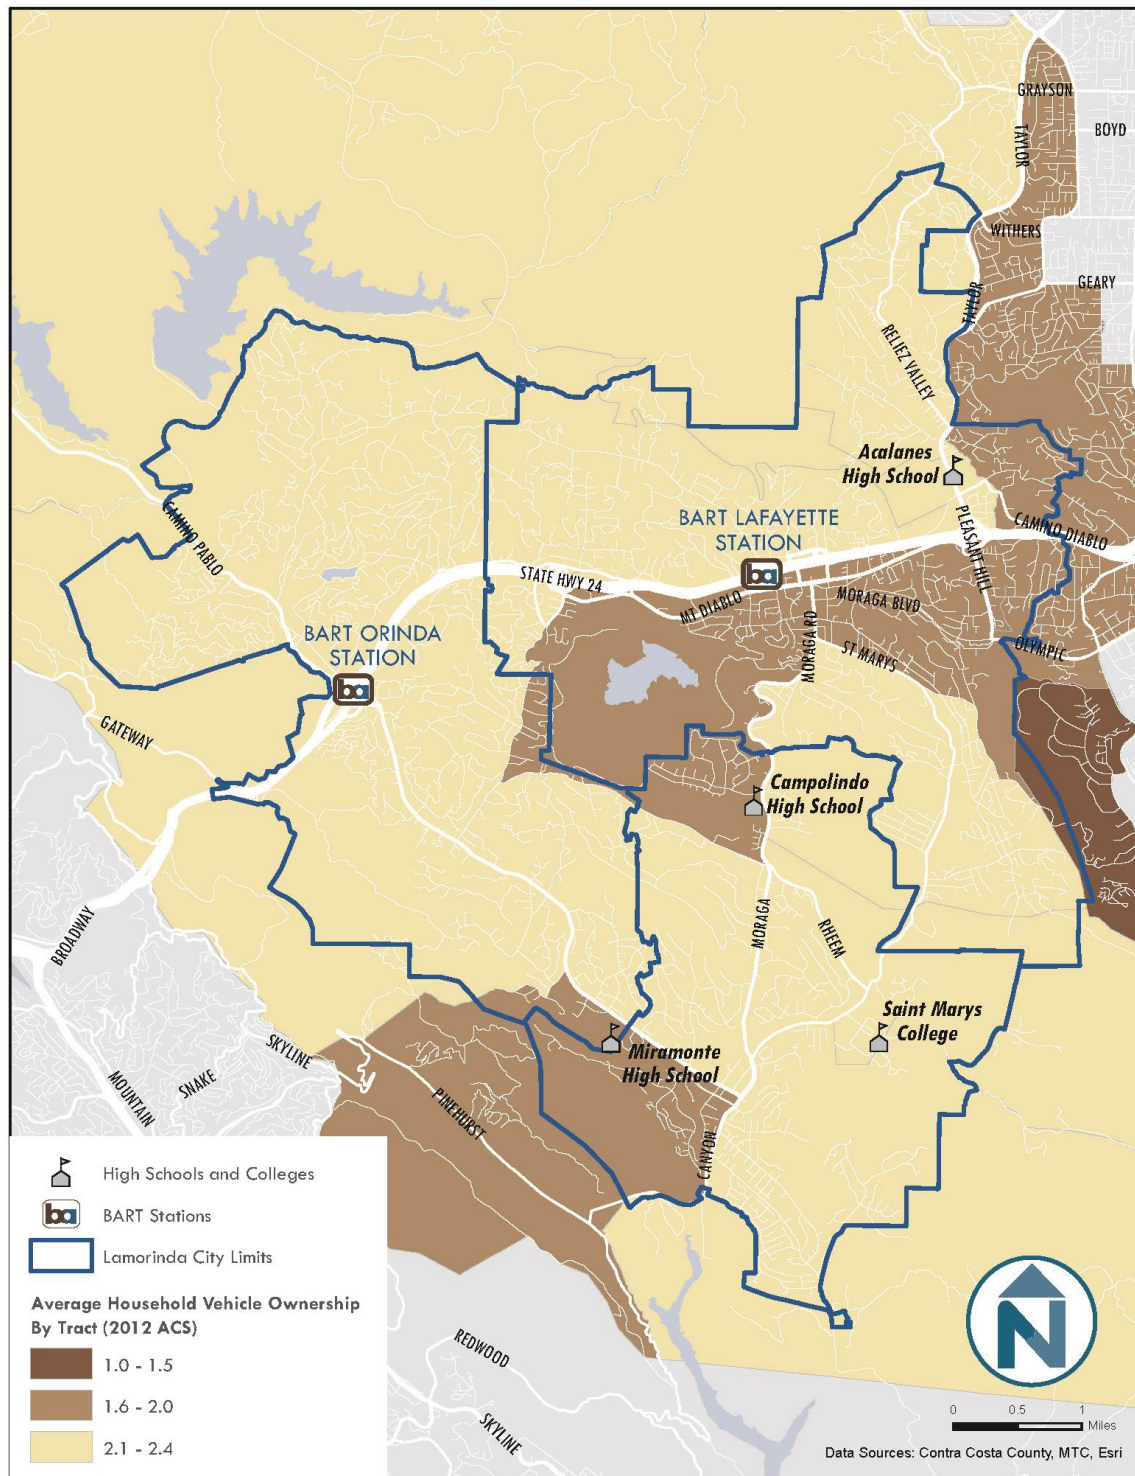 GRAYSON
BOYD
TAYLOR
WITHERS
GEARY
TAYLOR
RELIEZ VALLEY
Acalanes
High School
CAMINO PABLO
BART LAFAYETTE
STATION
PLEASANT HILL
CAMINO DIABLO
STATE HWY 24
ba
MT DIABLO
MORAGA BLVD
MORAGA RD
ST MARYS
OLYMPIC
BART ORINDA
STATION
ba
GATEWAY
Campolindo
High School
BROADWAY
MORAGA
RHEEM
Saint Marys
College
SKYLINE
Miramonte
High School
SNAKE
MOUNTAIN
PINEHURST
CANYON
High Schools and Colleges
ba
BART Stations
Lamorinda City Limits
Average Household Vehicle Ownership
By Tract (2012 ACS)
1.0 - 1.5
1.6 - 2.0
2.1 - 2.4
REDWOOD
SKYLINE
N
0 0.5 1
Miles
Data Sources: Contra Costa County, MTC, Esri